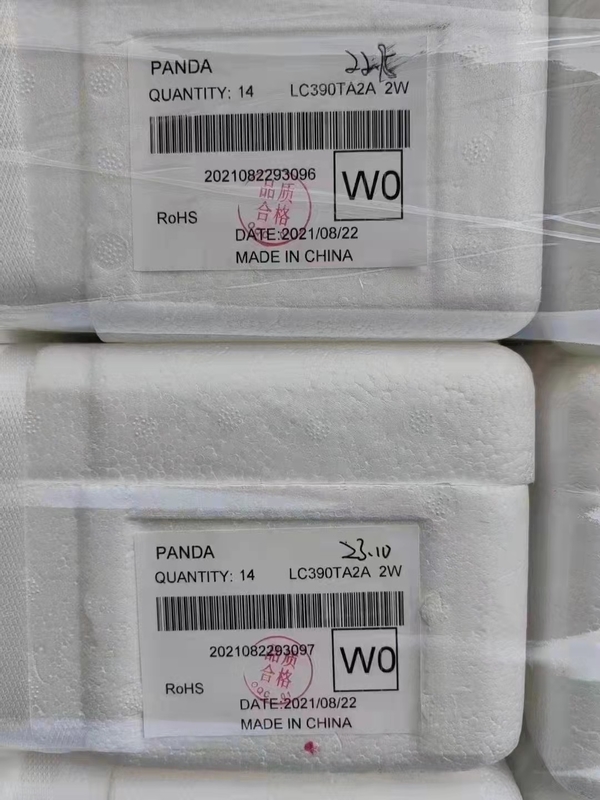 PANDA
QUANTITY: 14 LC390TA2A 2W
2021082293096
W0
品质
合格
RoHS
DATE:2021/08/22
MADE IN CHINA
PANDA 23.10
QUANTITY: 14 LC390TA2A 2W
2021082293097
W0
品质
合格
RoHS
DATE:2021/08/22
MADE IN CHINA